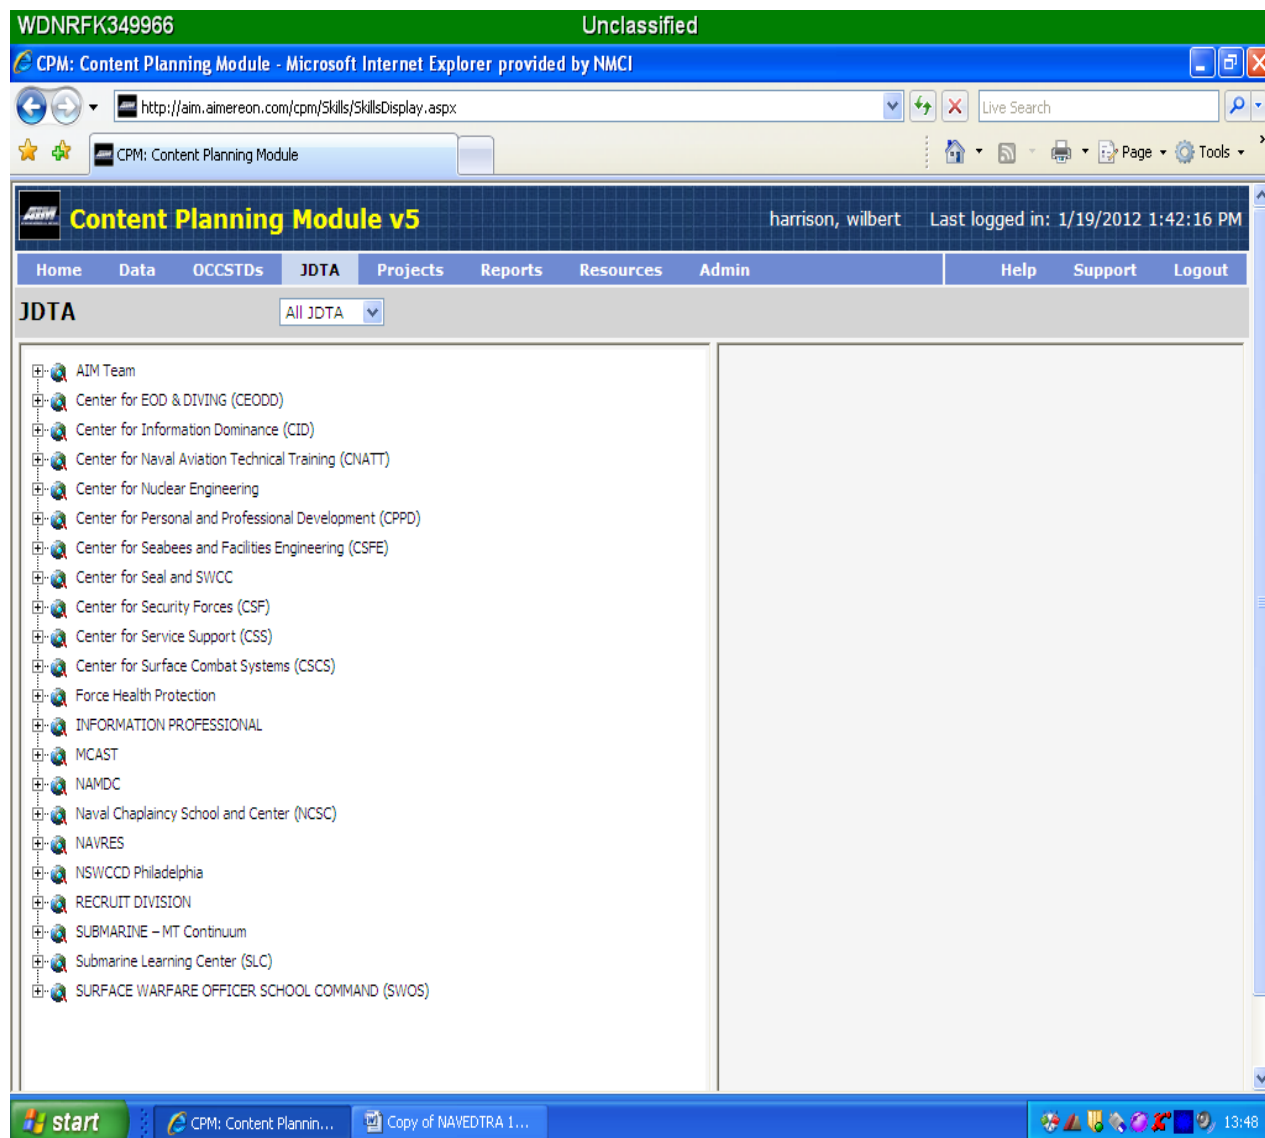 WDNRFK349966 Unclassified
CPM: Content Planning Module - Microsoft Internet Explorer provided by NMCI
http://aim.aimereon.com/cpm/Skills/SkillsDisplay.aspx Live Search
CPM: Content Planning Module Page Tools
AIM Content Planning Module v5 harrison, wilbert Last logged in: 1/19/2012 1:42:16 PM
Home Data OCCSTDs JDTA Projects Reports Resources Admin Help Support Logout
JDTA All JDTA
AIM Team
Center for EOD & DIVING (CEODD)
Center for Information Dominance (CID)
Center for Naval Aviation Technical Training (CNATT)
Center for Nuclear Engineering
Center for Personal and Professional Development (CPPD)
Center for Seabees and Facilities Engineering (CSFE)
Center for Seal and SWCC
Center for Security Forces (CSF)
Center for Service Support (CSS)
Center for Surface Combat Systems (CSCS)
Force Health Protection
INFORMATION PROFESSIONAL
MCAST
NAMDC
Naval Chaplaincy School and Center (NCSC)
NAVRES
NSWCCD Philadelphia
RECRUIT DIVISION
SUBMARINE – MT Continuum
Submarine Learning Center (SLC)
SURFACE WARFARE OFFICER SCHOOL COMMAND (SWOS)
start CPM: Content Plannin... Copy of NAVEDTRA 1... 13:48